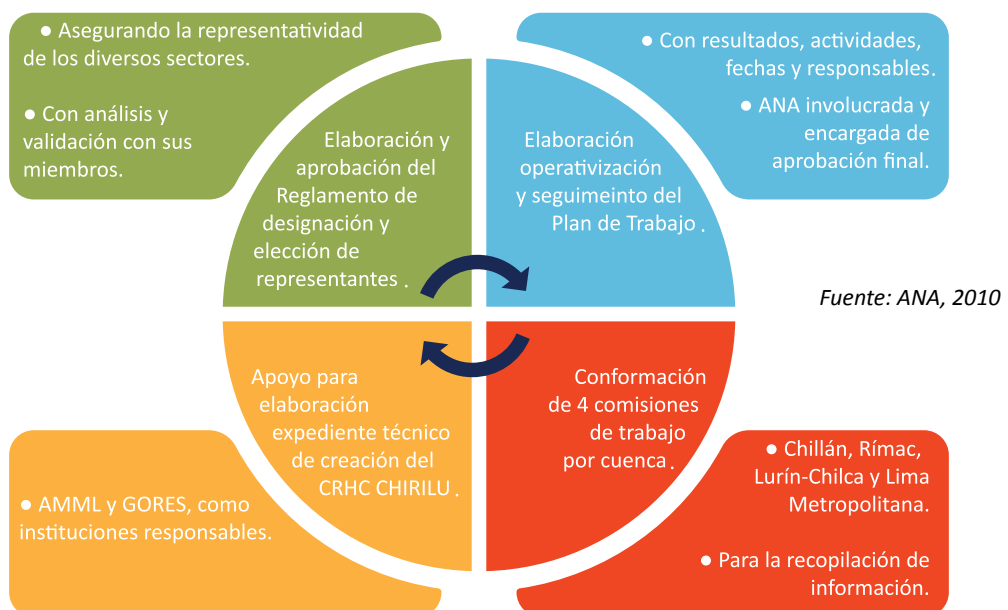 ● Asegurando la representatividad
de los diversos sectores.
● Con análisis y
validación con sus
miembros.
Elaboración y
aprobación del
Reglamento de
designación y
elección de
representantes .
● Con resultados, actividades,
fechas y responsables.
● ANA involucrada y
encargada de
aprobación final.
Elaboración
operativización
y seguimeinto del
Plan de Trabajo .
Fuente: ANA, 2010
Apoyo para
elaboración
expediente técnico
de creación del
CRHC CHIRILU .
● AMML y GORES, como
instituciones responsables.
Conformación
de 4 comisiones
de trabajo
por cuenca.
● Chillán, Rímac,
Lurín-Chilca y Lima
Metropolitana.
● Para la recopilación de
información.